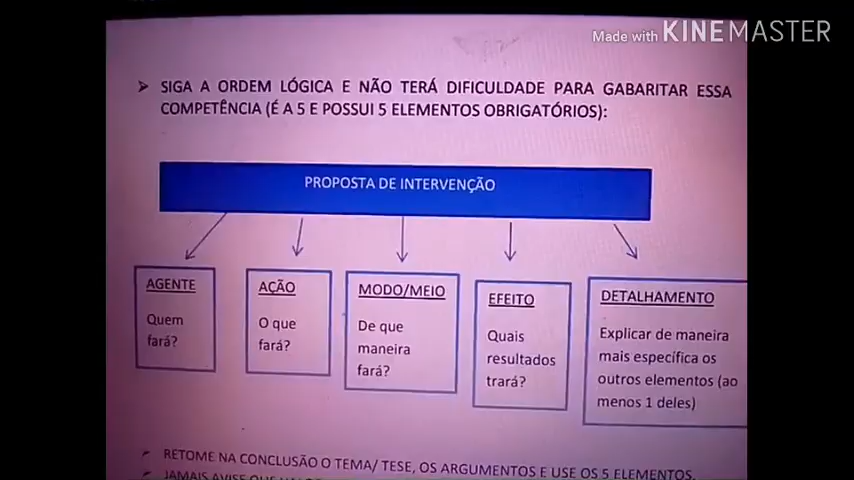 Made with KINEMASTER
SIGA A ORDEM LÓGICA E NÃO TERÁ DIFICULDADE PARA GABARITAR ESSA
COMPETÊNCIA (É A 5 E POSSUI 5 ELEMENTOS OBRIGATÓRIOS):
PROPOSTA DE INTERVENÇÃO
AGENTE
Quem
fará?
AÇÃO
O que
fará?
MODO/MEIO
De que
maneira
fará?
EFEITO
Quais
resultados
trará?
DETALHAMENTO
Explicar de maneira
mais específica os
outros elementos (ao
menos 1 deles)
RETOME NA CONCLUSÃO O TEMA/ TESE, OS ARGUMENTOS E USE OS 5 ELEMENTOS.
JAMAIS AVISE QUE